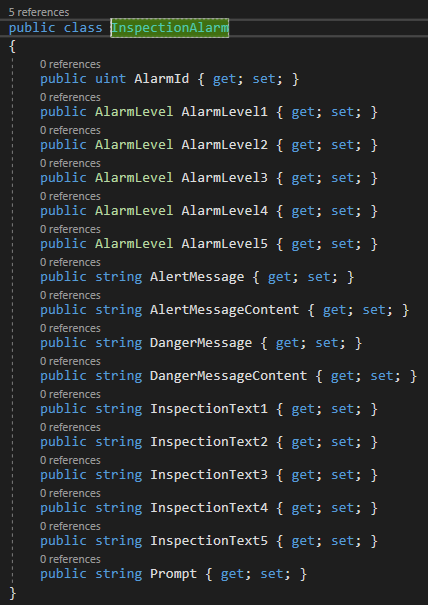 5 references
public class InspectionAlarm
{
0 references
public uint AlarmId { get; set; }
0 references
public AlarmLevel AlarmLevel1 { get; set; }
0 references
public AlarmLevel AlarmLevel2 { get; set; }
0 references
public AlarmLevel AlarmLevel3 { get; set; }
0 references
public AlarmLevel AlarmLevel4 { get; set; }
0 references
public AlarmLevel AlarmLevel5 { get; set; }
0 references
public string AlertMessage { get; set; }
0 references
public string AlertMessageContent { get; set; }
0 references
public string DangerMessage { get; set; }
0 references
public string DangerMessageContent { get; set; }
0 references
public string InspectionText1 { get; set; }
0 references
public string InspectionText2 { get; set; }
0 references
public string InspectionText3 { get; set; }
0 references
public string InspectionText4 { get; set; }
0 references
public string InspectionText5 { get; set; }
0 references
public string Prompt { get; set; }
}